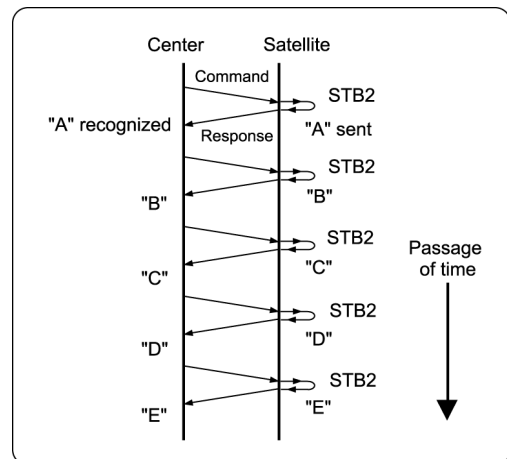 Center Satellite
Command
STB2
"A" recognized
"A" sent
Response
STB2
"B"
"B"
STB2
"C"
"C"
Passage
of time
STB2
"D"
"D"
STB2
"E"
"E"